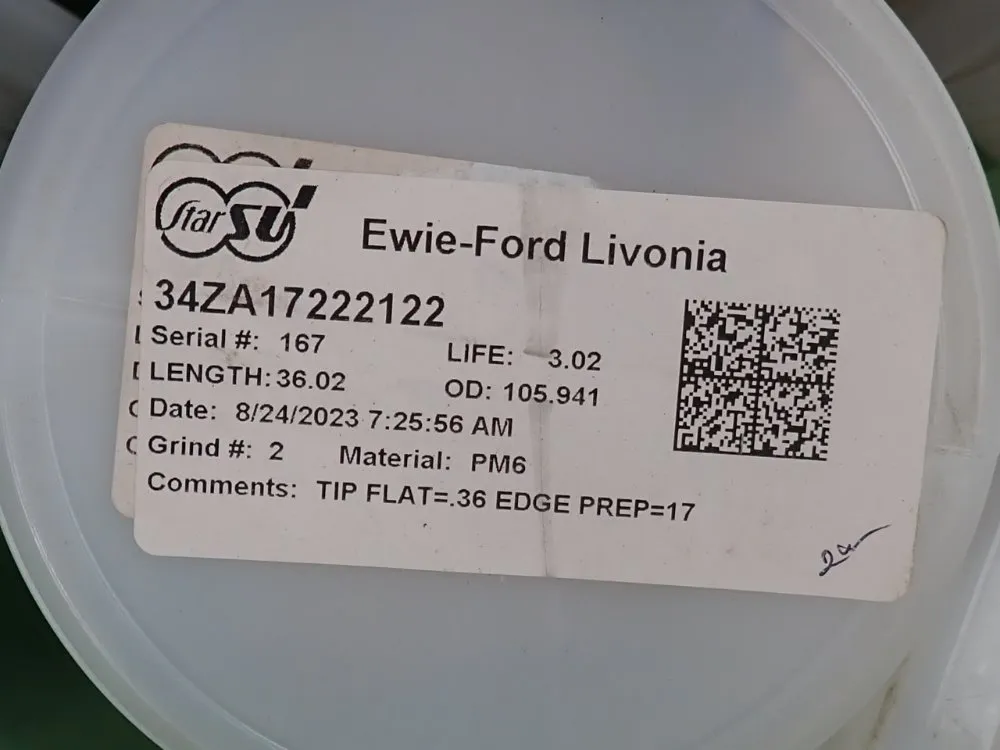 Star SU
Ewie-Ford Livonia
34ZA17222122
Serial #: 167 LIFE: 3.02
LENGTH: 36.02 OD: 105.941
Date: 8/24/2023 7:25:56 AM
Grind #: 2 Material: PM6
Comments: TIP FLAT=.36 EDGE PREP=17